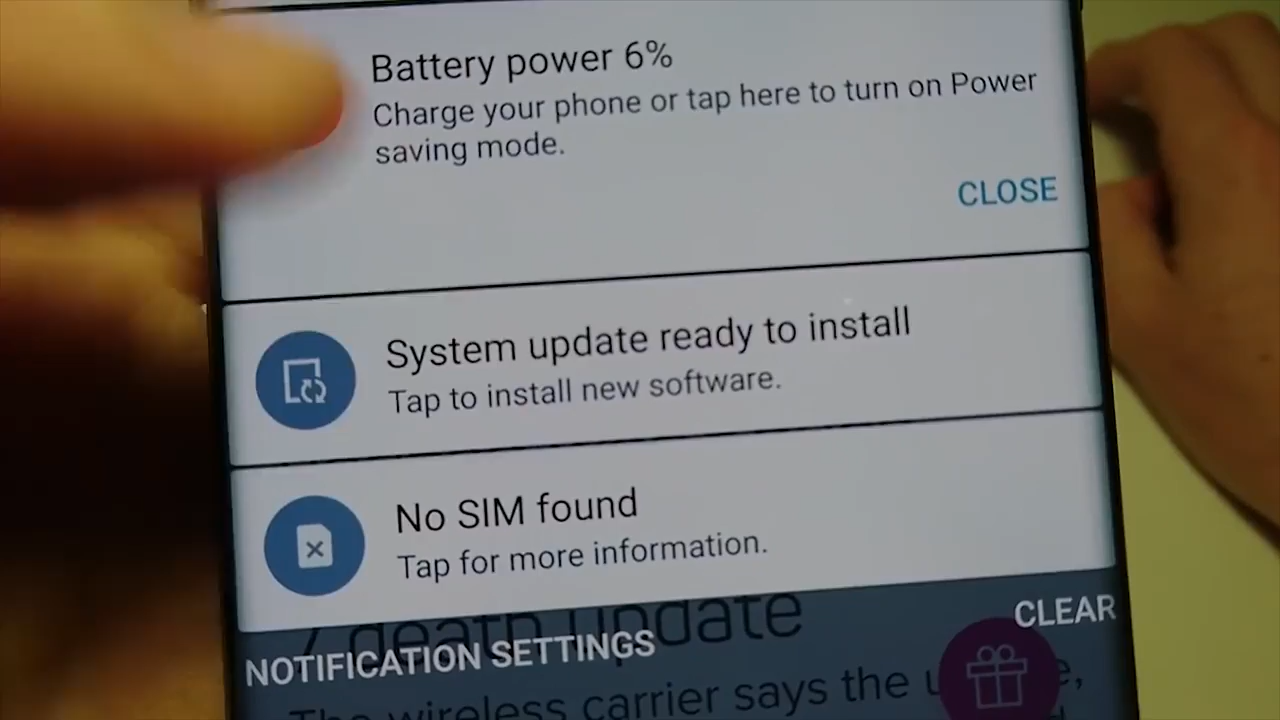 Battery power 6%
Charge your phone or tap here to turn on Power
saving mode.
CLOSE
System update ready to install
Tap to install new software.
No SIM found
Tap for more information.
CLEAR
NOTIFICATION SETTINGS
7 death update
The wireless carrier says the